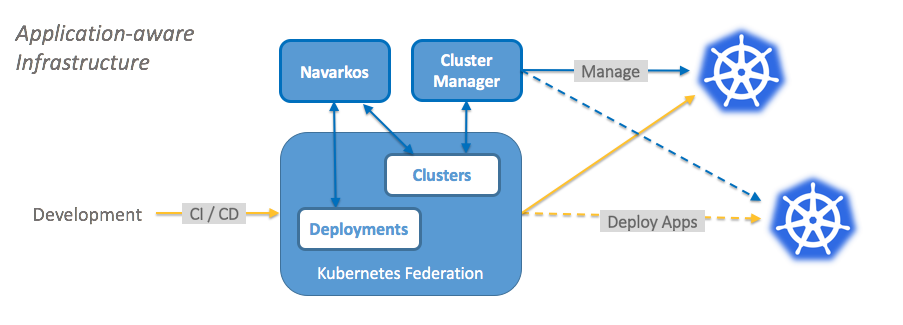 Application-aware
Infrastructure
Navarkos
Cluster
Manager
Manage
Clusters
Development
CI / CD
Deployments
Deploy Apps
Kubernetes Federation